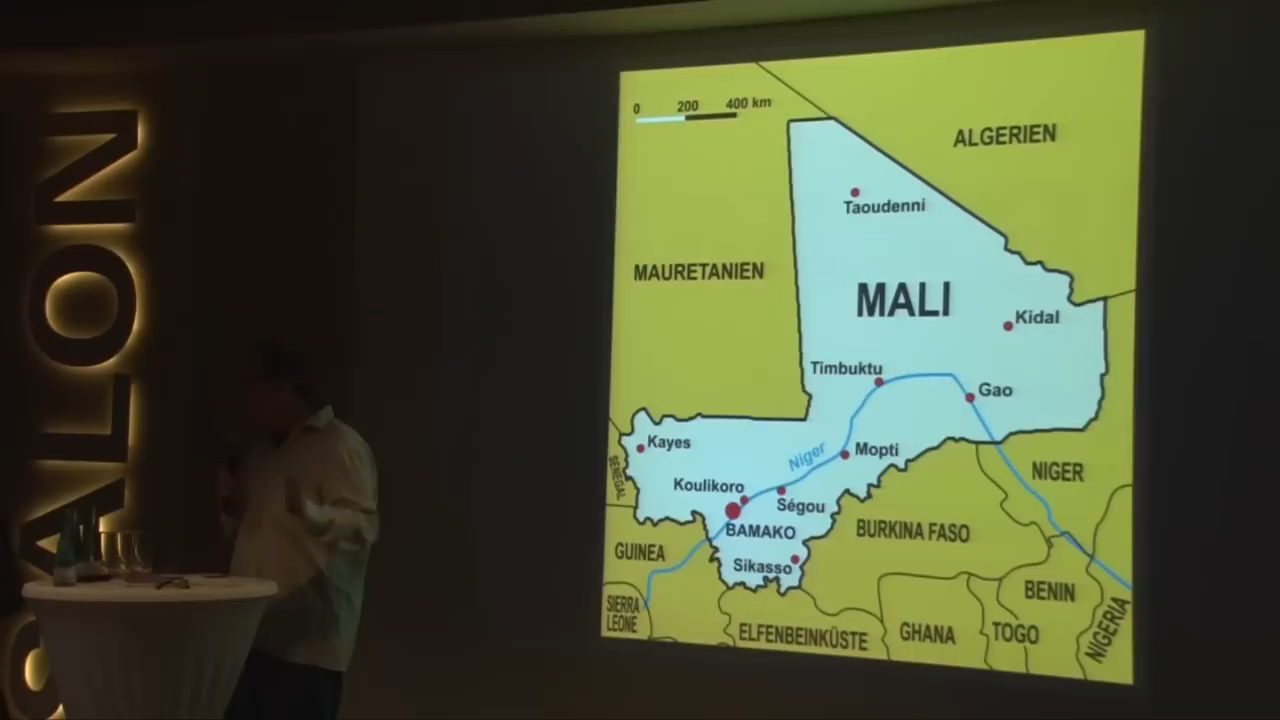 SALON
0 200 400 km
ALGERIEN
Taoudenni
MAURETANIEN
MALI
Kidal
Timbuktu
Gao
Kayes
Niger
Mopti
SENEGAL
Koulikoro
Ségou
NIGER
BAMAKO
BURKINA FASO
GUINEA
Sikasso
BENIN
SIERRA
LEONE
ELFENBEINKÜSTE
GHANA
TOGO
NIGERIA